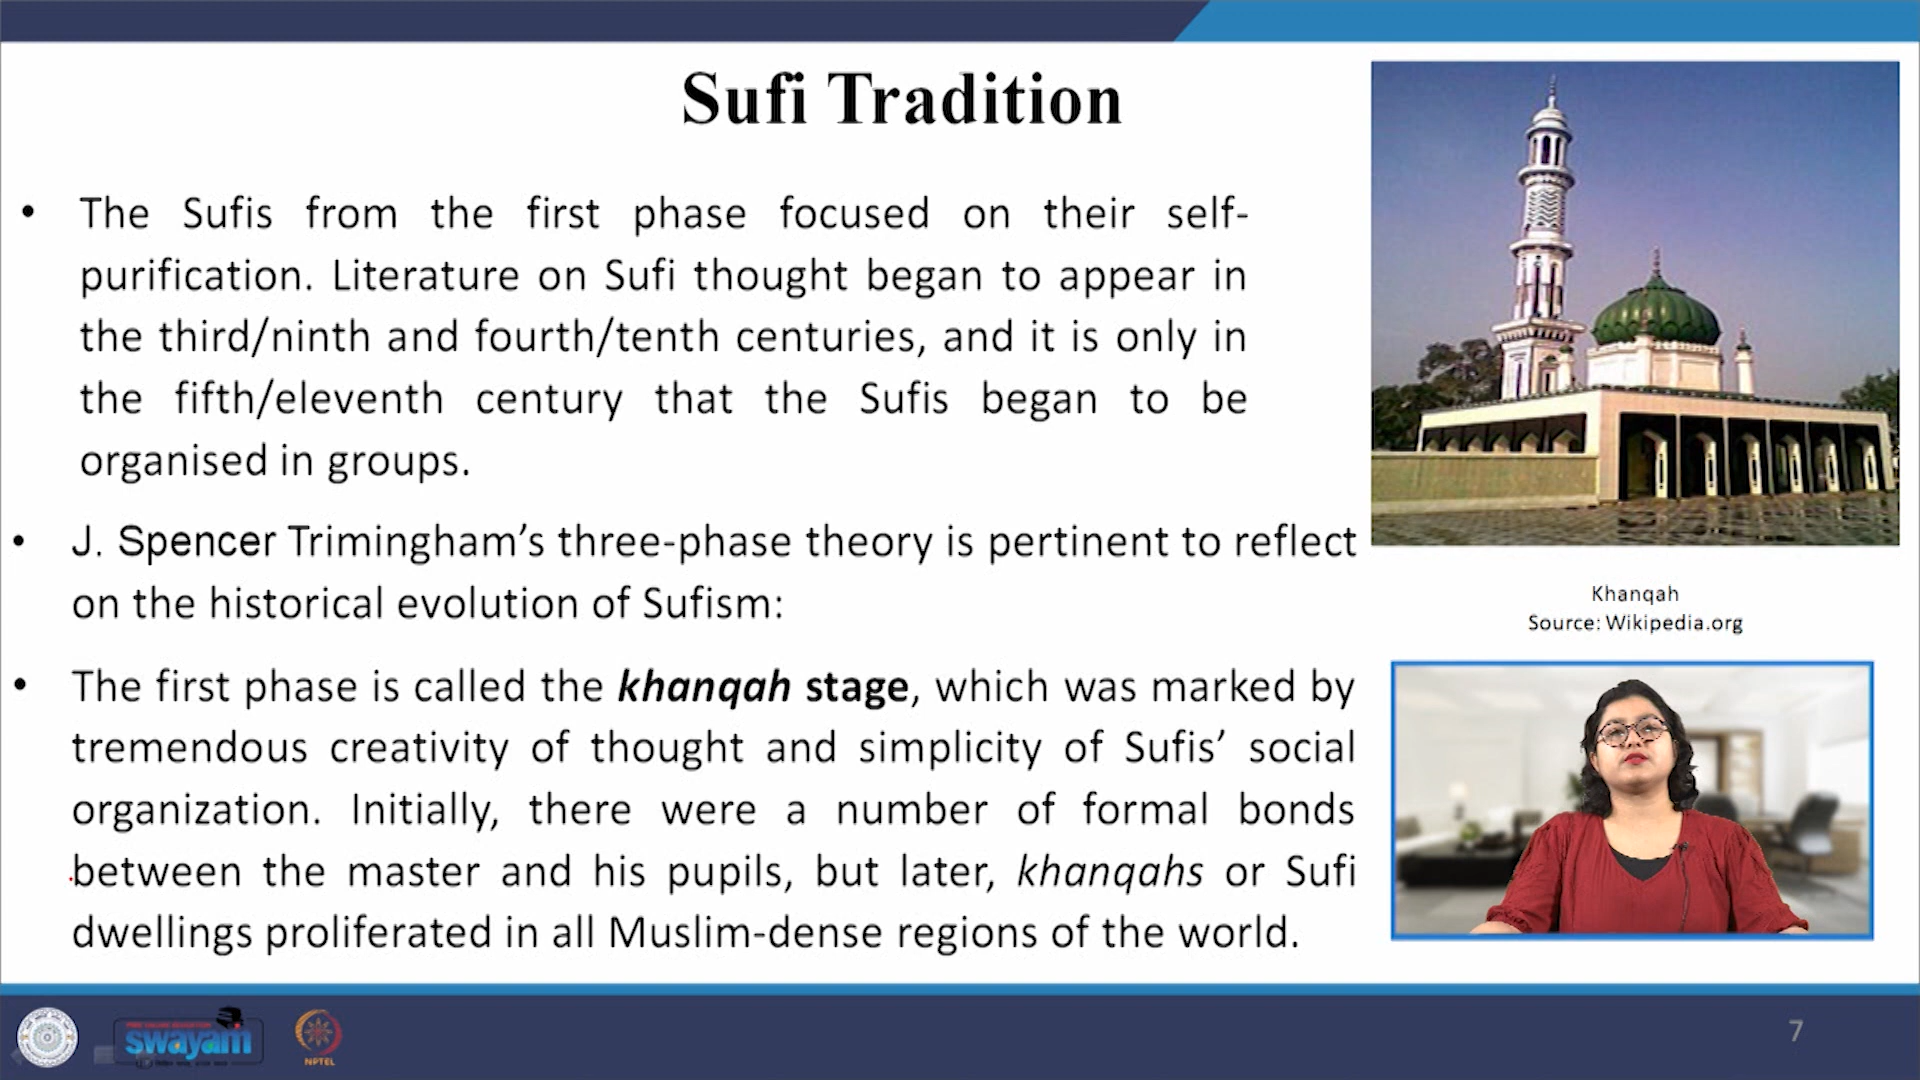 Sufi Tradition
• The Sufis from the first phase focused on their self-
purification. Literature on Sufi thought began to appear in
the third/ninth and fourth/tenth centuries, and it is only in
the fifth/eleventh century that the Sufis began to be
organised in groups.
• J. Spencer Trimingham’s three-phase theory is pertinent to reflect
on the historical evolution of Sufism:
• The first phase is called the khanqah stage, which was marked by
tremendous creativity of thought and simplicity of Sufis’ social
organization. Initially, there were a number of formal bonds
between the master and his pupils, but later, khanqahs or Sufi
dwellings proliferated in all Muslim-dense regions of the world.
Khanqah
Source: Wikipedia.org
swayam
NPTEL
7